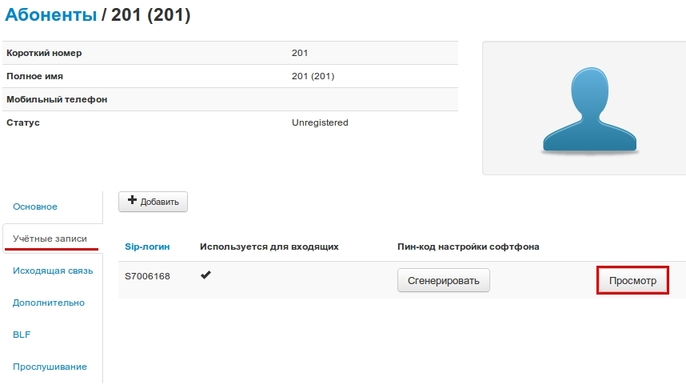 Абоненты / 201 (201)
Короткий номер 201
Полное имя 201 (201)
Мобильный телефон
Статус Unregistered
Основное
Учётные записи
Исходящая связь
Дополнительно
BLF
Прослушивание
+ Добавить
Sip-логин Используется для входящих Пин-код настройки софтфона
S7006168 ✔ Сгенерировать Просмотр